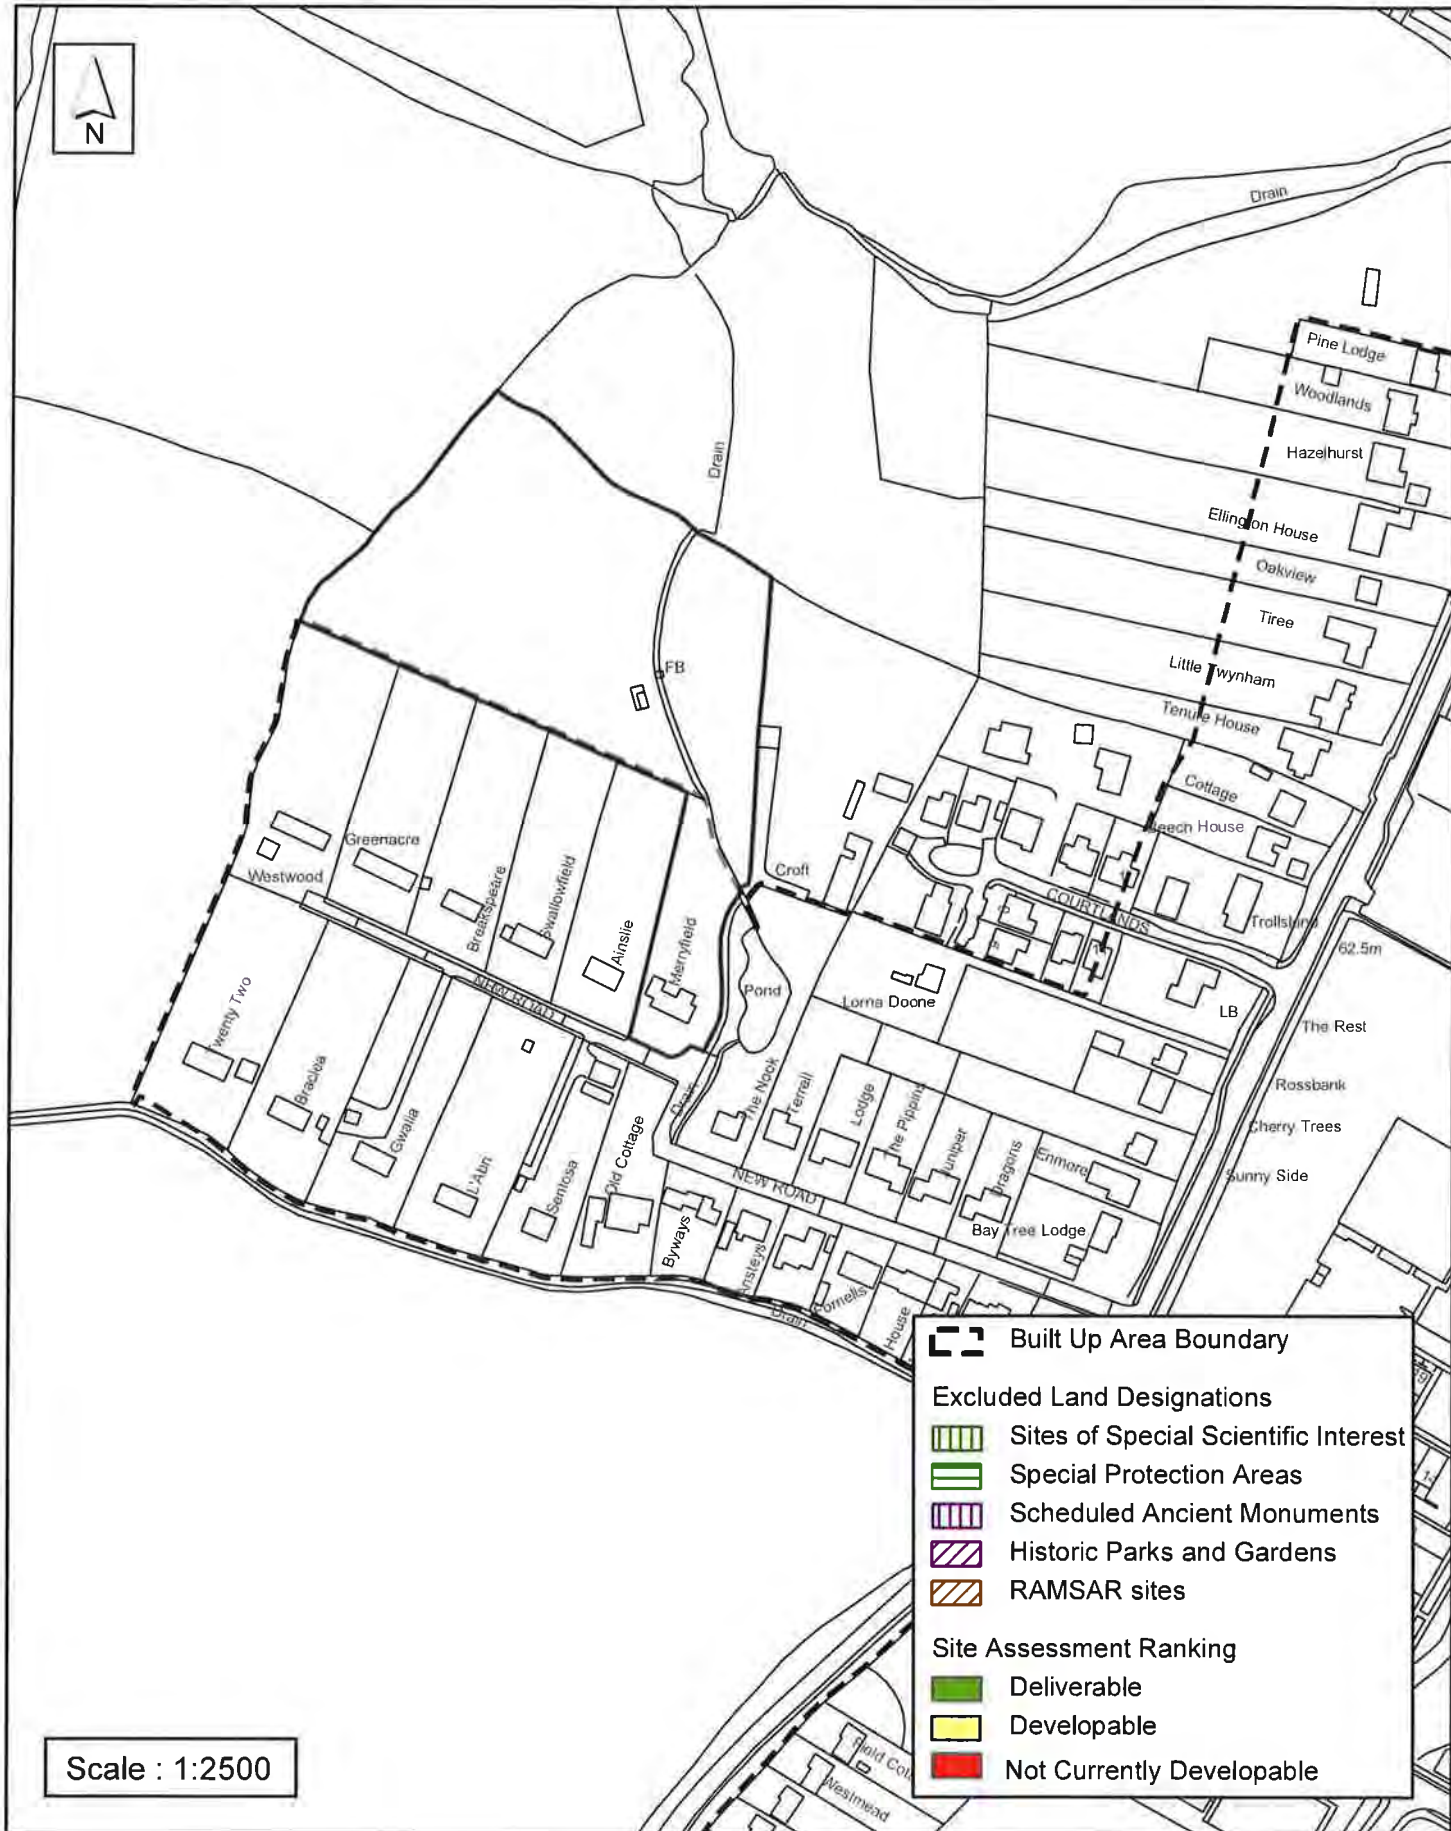 N
Drain
Pine Lodge
Woodlands
Hazelhurst
Drain
Ellington House
Oakview
Tiree
FB
Little Twynham
Tenure House
Cottage
Beech House
Greenacre
Westwood
Croft
COURTLANDS
Trollslund
62.5m
Breakspeare
Swallowfield
Ainslie
Merryfield
Pond
Lorna Doone
LB
The Rest
NEW ROAD
Twenty Two
Braclea
Gwalia
L'Abn
Sentosa
Old Cottage
Drain
The Nook
Terrell
Lodge
The Pippins
Juniper
Dragons
Enmore
Rossbank
Cherry Trees
Sunny Side
NEW ROAD
Bay Tree Lodge
Byways
Ansteys
Drain
Cornells
House
Built Up Area Boundary
Excluded Land Designations
Sites of Special Scientific Interest
Special Protection Areas
Scheduled Ancient Monuments
Historic Parks and Gardens
RAMSAR sites
Site Assessment Ranking
Deliverable
Developable
Not Currently Developable
Scale : 1:2500
Field
Westmead